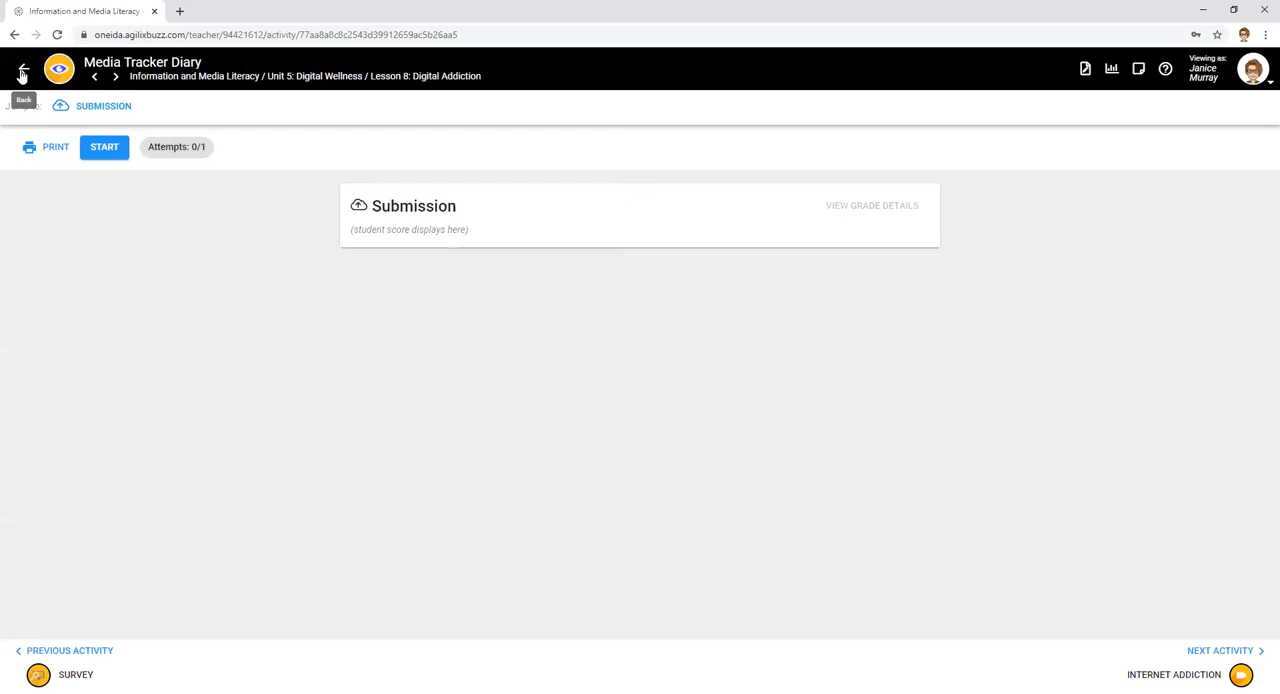 Information and Media Literacy -
oneida.agilixbuzz.com/teacher/94421612/activity/77aa8a8c8c2543d39912659ac5b26aa5
Media Tracker Diary
Information and Media Literacy / Unit 5: Digital Wellness / Lesson 8: Digital Addiction
Viewing as:
Janice
Murray
Back
SUBMISSION
PRINT
START
Attempts: 0/1
Submission
VIEW GRADE DETAILS
(student score displays here)
PREVIOUS ACTIVITY
NEXT ACTIVITY
SURVEY
INTERNET ADDICTION